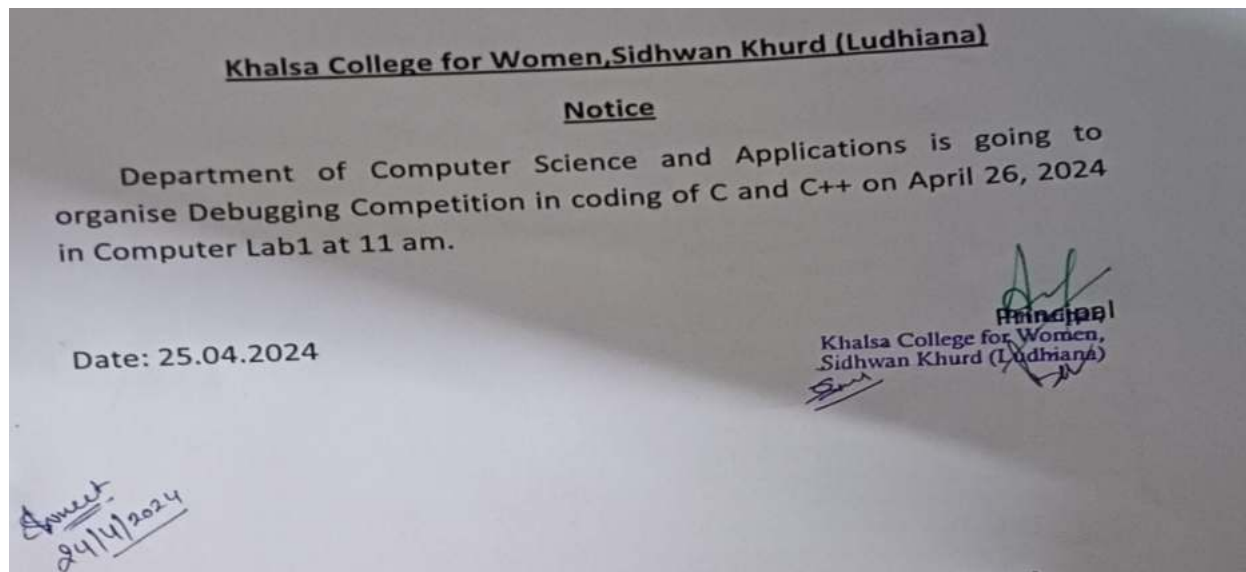 Khalsa College for Women,Sidhwan Khurd (Ludhiana)
Notice
Department of Computer Science and Applications is going to
organise Debugging Competition in coding of C and C++ on April 26, 2024
in Computer Lab1 at 11 am.
Principal
Khalsa College for Women,
Sidhwan Khurd (Ludhiana)
Date: 25.04.2024
24/4/2024